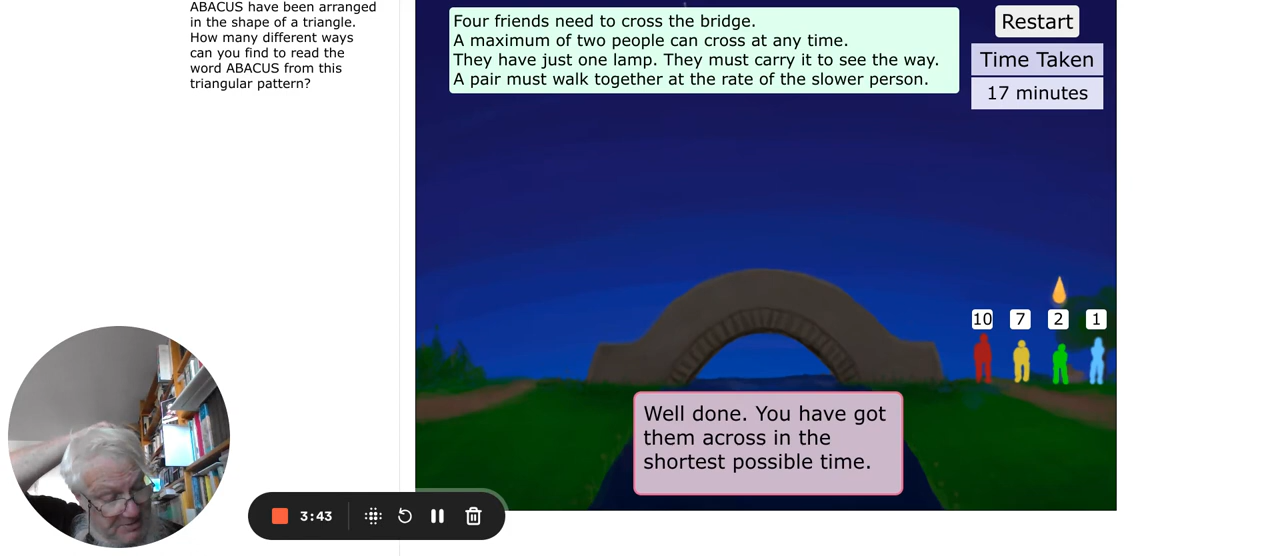 ABACUS have been arranged
in the shape of a triangle.
How many different ways
can you find to read the
word ABACUS from this
triangular pattern?
Four friends need to cross the bridge.
A maximum of two people can cross at any time.
They have just one lamp. They must carry it to see the way.
A pair must walk together at the rate of the slower person.
Restart
Time Taken
17 minutes
10 7 2 1
Well done. You have got
them across in the
shortest possible time.
3:43